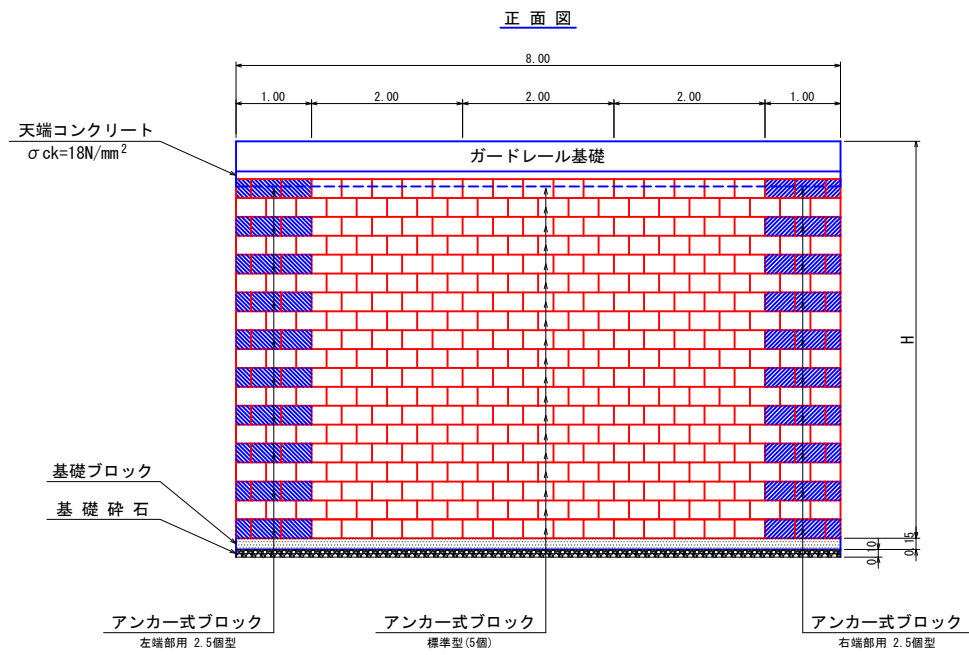 正面図
8.00
1.00 2.00 2.00 2.00 1.00
天端コンクリート
σck=18N/mm²
ガードレール基礎
H
基礎ブロック
基礎砕石
0.15
0.10
アンカー式ブロック
左端部用 2.5個型
アンカー式ブロック
標準型(5個)
アンカー式ブロック
右端部用 2.5個型